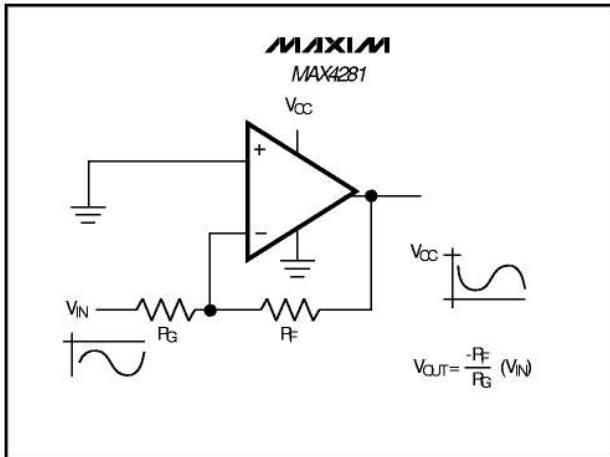 MAXIM
MAX4281
VCC
+
−
VIN
RG
RF
VCC
VOUT = -RF/RG (VIN)